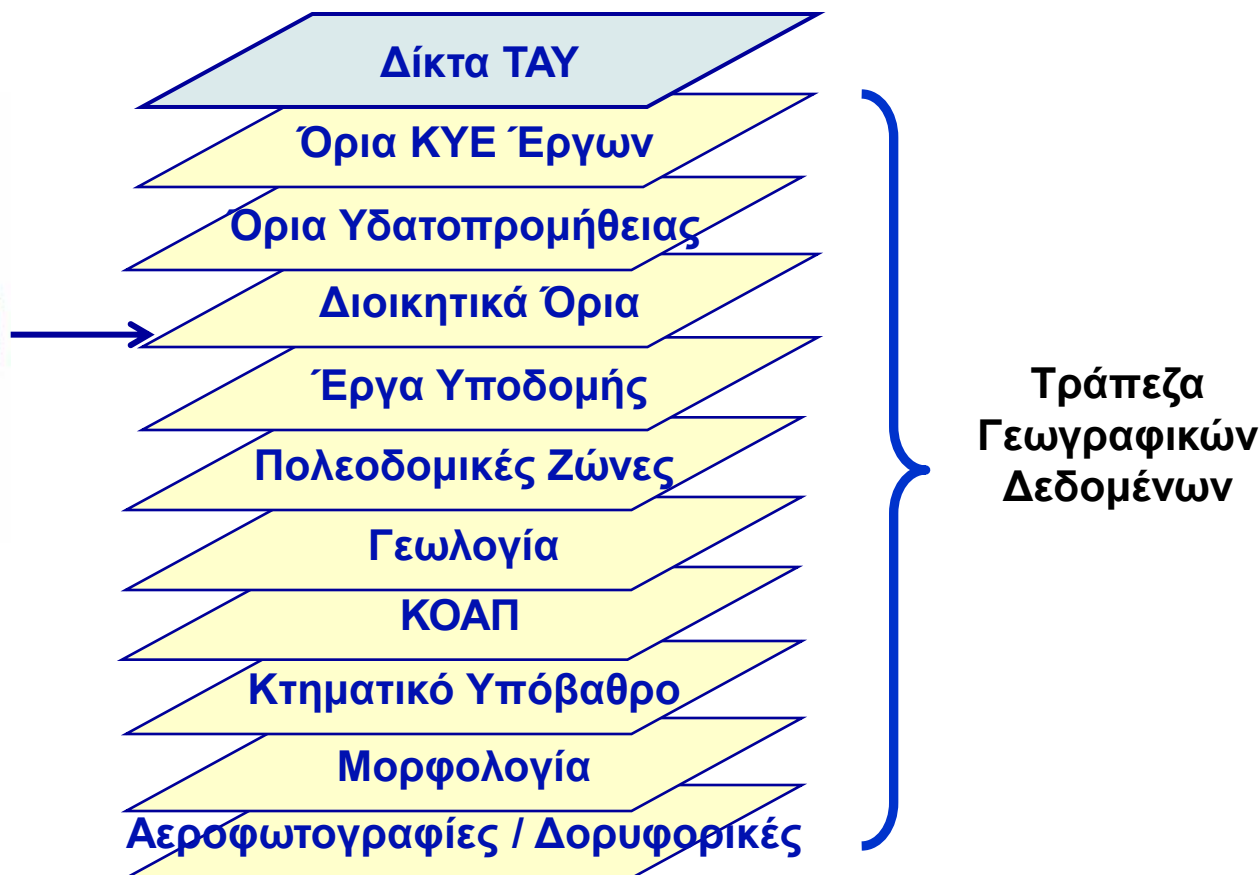 Δίκτα ΤΑΥ
Όρια ΚΥΕ Έργων
Όρια Υδατοπρομήθειας
Διοικητικά Όρια
Έργα Υποδομής
Πολεοδομικές Ζώνες
Γεωλογία
ΚΟΑΠ
Κτηματικό Υπόβαθρο
Μορφολογία
Αεροφωτογραφίες / Δορυφορικές
Τράπεζα
Γεωγραφικών
Δεδομένων